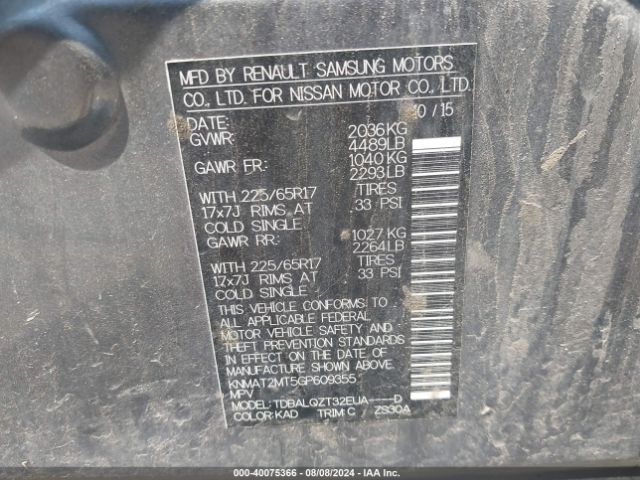 MFD BY RENAULT SAMSUNG MOTORS
CO., LTD. FOR NISSAN MOTOR CO., LTD.
DATE: 0 / 15
GVWR: 2036KG
4489LB
GAWR FR: 1040 KG
2293LB
WITH 225/65R17 TIRES
17x7J RIMS AT 33 PSI
COLD SINGLE
GAWR RR: 1027 KG
2264LB
WITH 225/65R17 TIRES
17x7J RIMS AT 33 PSI
COLD SINGLE
THIS VEHICLE CONFORMS TO
ALL APPLICABLE FEDERAL
MOTOR VEHICLE SAFETY AND
THEFT PREVENTION STANDARDS
IN EFFECT ON THE DATE OF
MANUFACTURE SHOWN ABOVE.
KNMAT2MT5GP609355
MPV
MODEL: TDBALQZT32EUA----D
COLOR: KAD TRIM: C / ZS30A
000-40075366 - 08/08/2024 - IAA Inc.